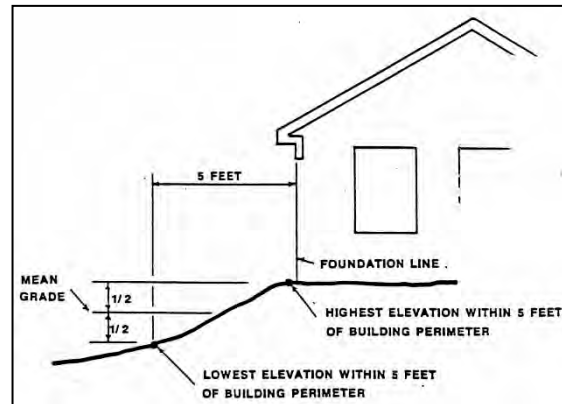 5 FEET
FOUNDATION LINE
MEAN
GRADE
1/2
1/2
HIGHEST ELEVATION WITHIN 5 FEET
OF BUILDING PERIMETER
LOWEST ELEVATION WITHIN 5 FEET
OF BUILDING PERIMETER